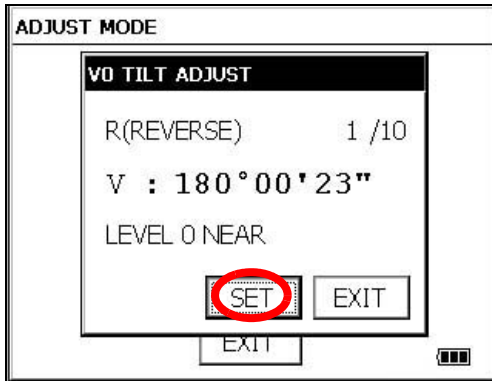 ADJUST MODE
V0 TILT ADJUST
R(REVERSE) 1 /10
V : 180°00'23"
LEVEL 0 NEAR
SET EXIT
EXIT